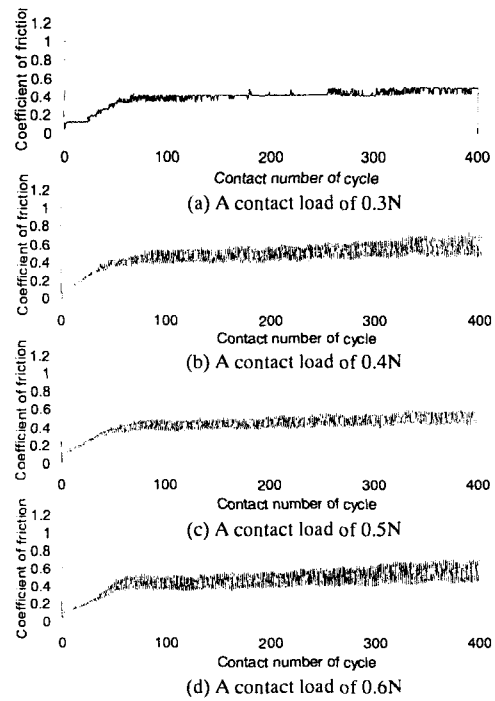 1.2
1
0.8
0.6
0.4
0.2
0
Coefficient of friction
0 100 200 300 400
Contact number of cycle
(a) A contact load of 0.3N
1.2
1
0.8
0.6
0.4
0.2
0
Coefficient of friction
0 100 200 300 400
Contact number of cycle
(b) A contact load of 0.4N
1.2
1
0.8
0.6
0.4
0.2
0
Coefficient of friction
0 100 200 300 400
Contact number of cycle
(c) A contact load of 0.5N
1.2
1
0.8
0.6
0.4
0.2
0
Coefficient of friction
0 100 200 300 400
Contact number of cycle
(d) A contact load of 0.6N